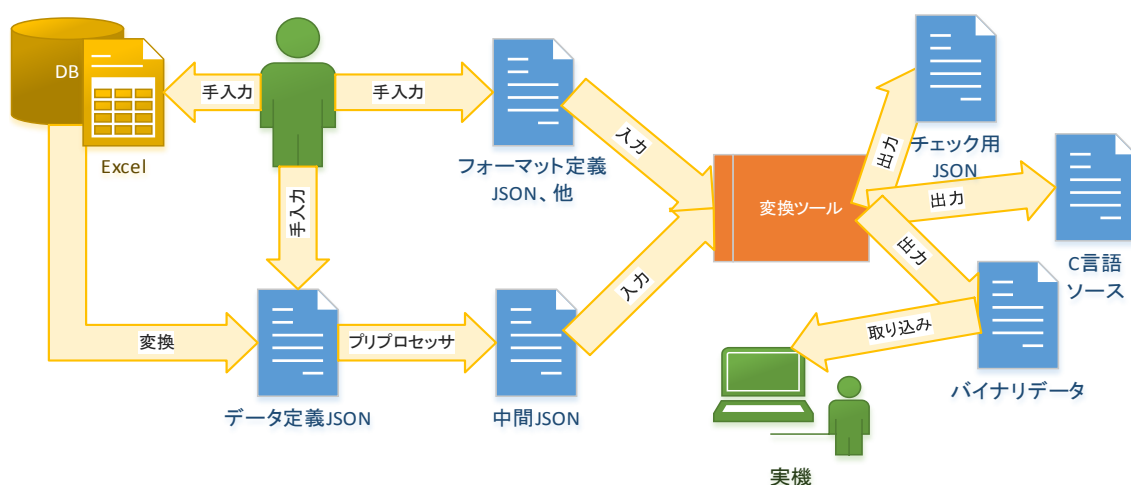 DB
Excel
手入力
手入力
手入力
フォーマット定義
JSON、他
入力
入力
変換ツール
出力
チェック用
JSON
出力
C言語
ソース
出力
変換
データ定義JSON
プリプロセッサ
中間JSON
取り込み
バイナリデータ
実機